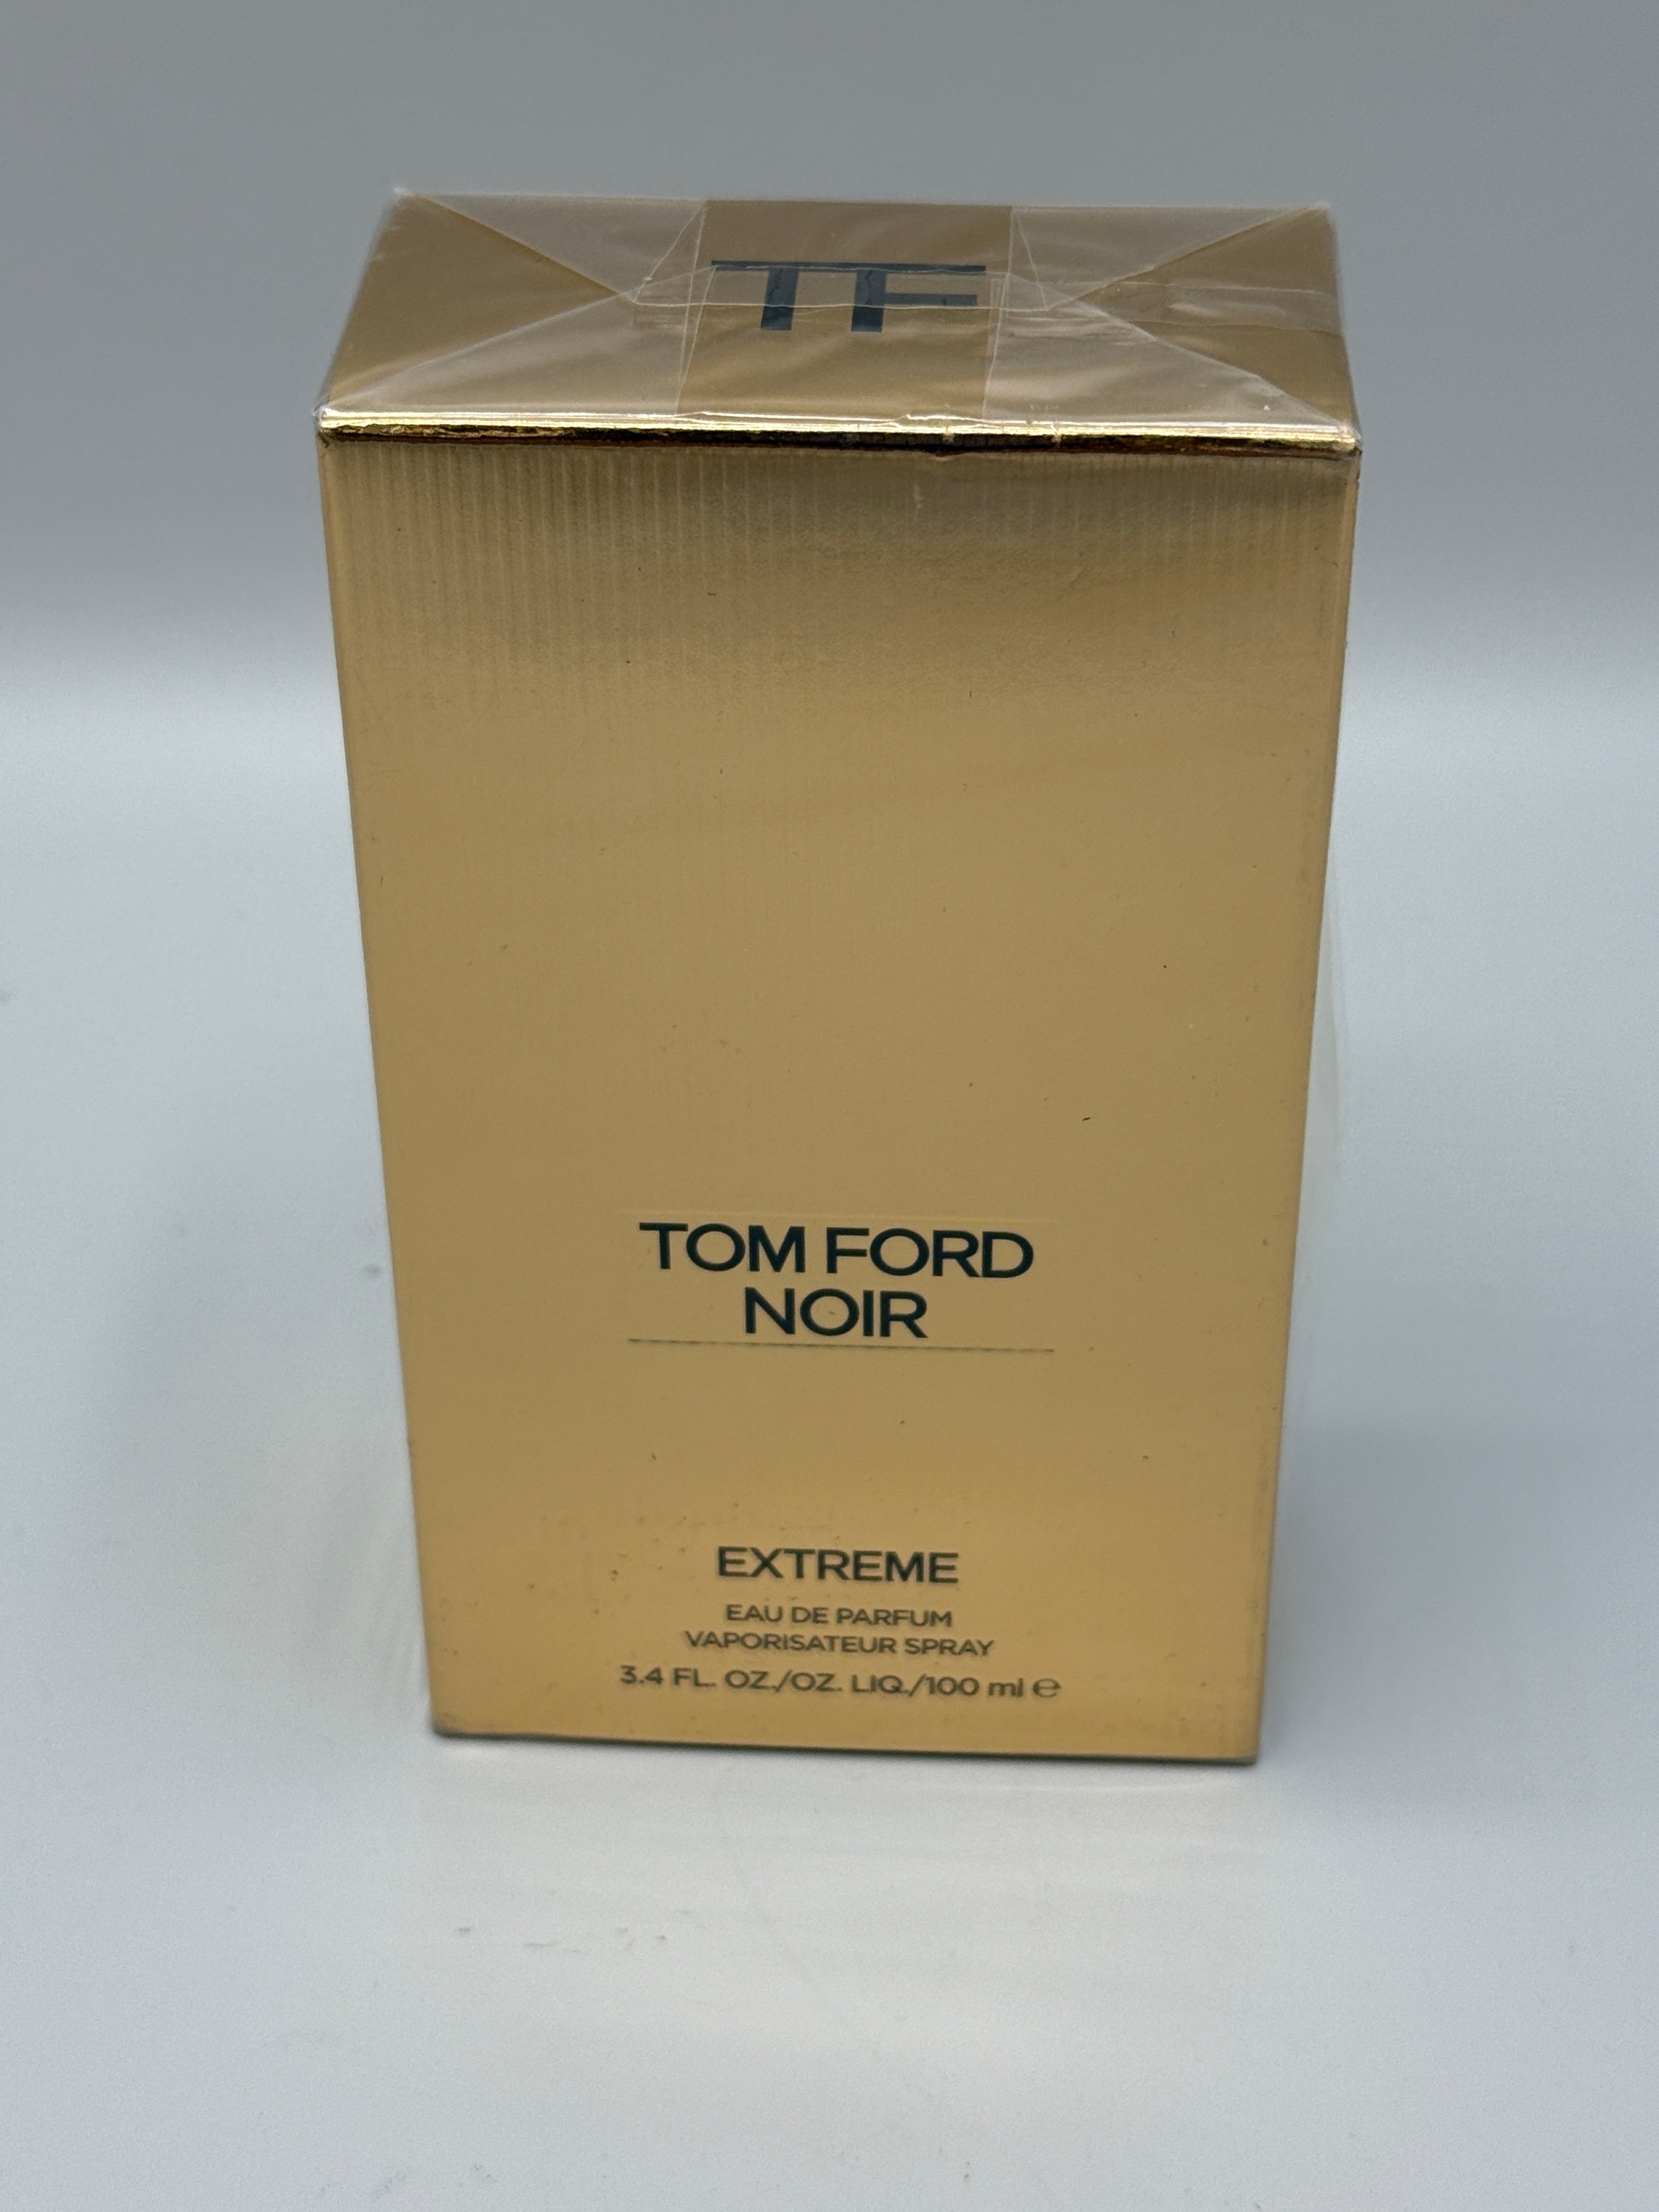 TF
TOM FORD
NOIR
EXTREME
EAU DE PARFUM
VAPORISATEUR SPRAY
3.4 FL. OZ./OZ. LIQ./100 ml ℮